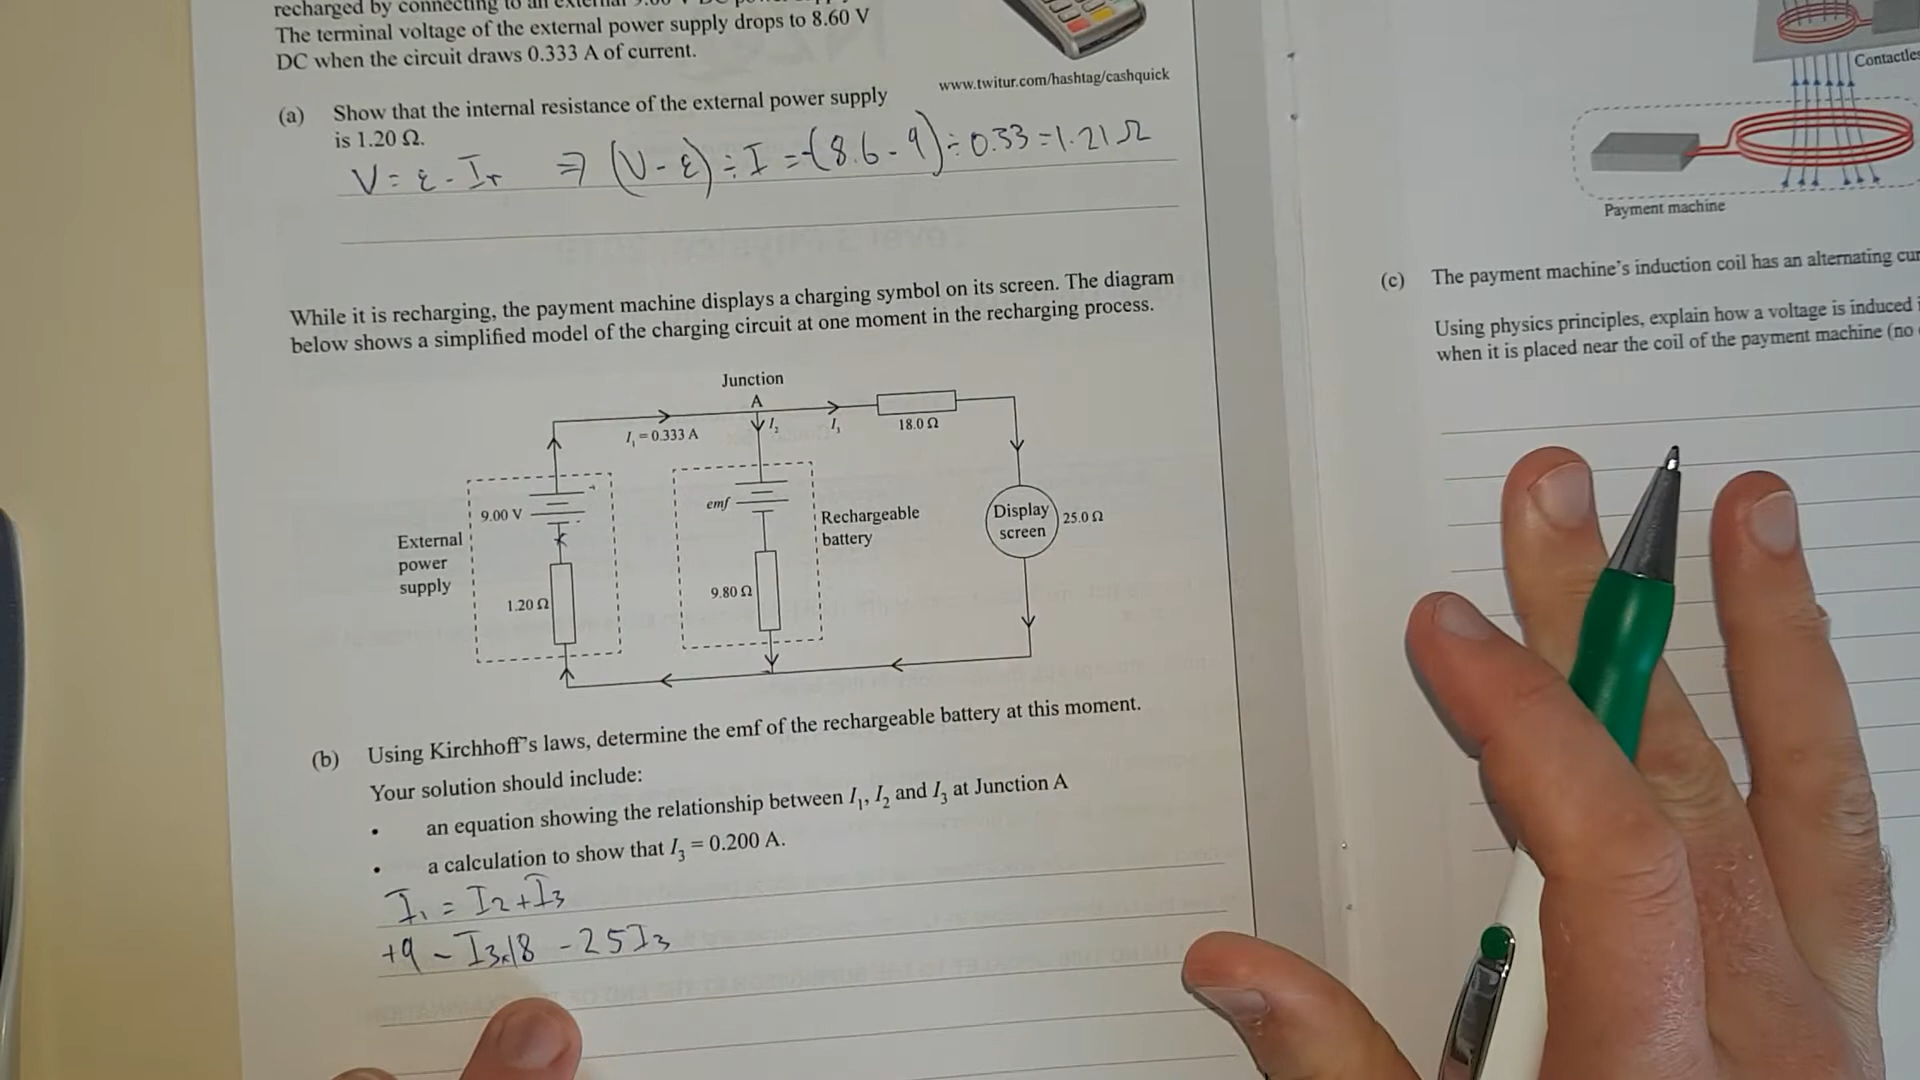 recharged by connecting to an external 9.00 V DC
The terminal voltage of the external power supply drops to 8.60 V
DC when the circuit draws 0.333 A of current.
www.twitur.com/hashtag/cashquick
(a) Show that the internal resistance of the external power supply
is 1.20 Ω.
V = ε - Ir ⇒ (V - ε) ÷ I = -(8.6 - 9) ÷ 0.33 = 1.21 Ω
While it is recharging, the payment machine displays a charging symbol on its screen. The diagram
below shows a simplified model of the charging circuit at one moment in the recharging process.
Junction
A
I₁ = 0.333 A
I₂
I₃
18.0 Ω
9.00 V
External
power
supply
1.20 Ω
emf
Rechargeable
battery
9.80 Ω
Display
screen
25.0 Ω
(b) Using Kirchhoff's laws, determine the emf of the rechargeable battery at this moment.
Your solution should include:
• an equation showing the relationship between I₁, I₂ and I₃ at Junction A
• a calculation to show that I₃ = 0.200 A.
I₁ = I₂ + I₃
+9 - I₃×18 - 25I₃
Payment machine
(c) The payment machine's induction coil has an alternating
Using physics principles, explain how a voltage is induced
when it is placed near the coil of the payment machine (no